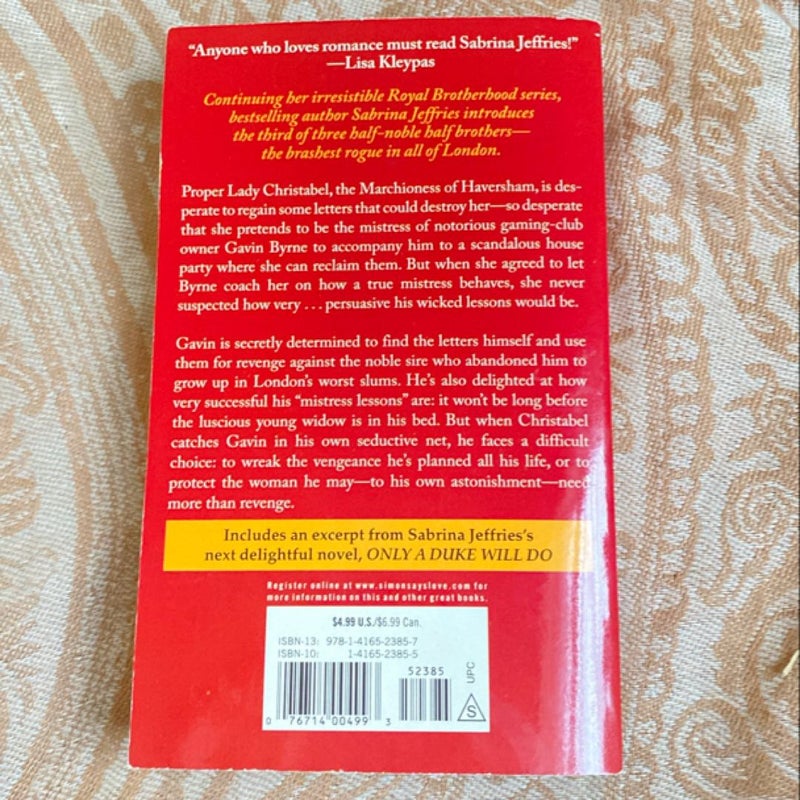 “Anyone who loves romance must read Sabrina Jeffries!”
—Lisa Kleypas
Continuing her irresistible Royal Brotherhood series,
bestselling author Sabrina Jeffries introduces
the third of three half-noble half brothers—
the brashest rogue in all of London.
Proper Lady Christabel, the Marchioness of Haversham, is des-
perate to regain some letters that could destroy her—so desperate
that she pretends to be the mistress of notorious gaming-club
owner Gavin Byrne to accompany him to a scandalous house
party where she can reclaim them. But when she agreed to let
Byrne coach her on how a true mistress behaves, she never
suspected how very . . . persuasive his wicked lessons would be.
Gavin is secretly determined to find the letters himself and use
them for revenge against the noble sire who abandoned him to
grow up in London’s worst slums. He’s also delighted at how
very successful his “mistress lessons” are: it won’t be long before
the luscious young widow is in his bed. But when Christabel
catches Gavin in his own seductive net, he faces a difficult
choice: to wreak the vengeance he’s planned all his life, or to
protect the woman he may—to his own astonishment—need
more than revenge.
Includes an excerpt from Sabrina Jeffries’s
next delightful novel, ONLY A DUKE WILL DO
Register online at www.simonsayslove.com for
more information on this and other great books.
$4.99 U.S./$6.99 Can.
ISBN-13: 978-1-4165-2385-7
ISBN-10: 1-4165-2385-5
52385
UPC
S
0 76714 00499 3